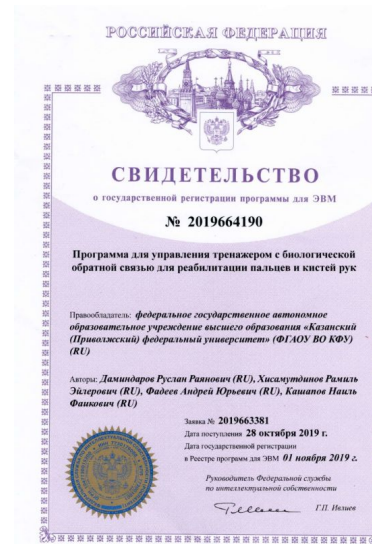 РОССИЙСКАЯ ФЕДЕРАЦИЯ
СВИДЕТЕЛЬСТВО
о государственной регистрации программы для ЭВМ
№ 2019664190
Программа для управления тренажером с биологической
обратной связью для реабилитации пальцев и кистей рук
Правообладатель: федеральное государственное автономное
образовательное учреждение высшего образования «Казанский
(Приволжский) федеральный университет» (ФГАОУ ВО КФУ)
(RU)
Авторы: Даминдаров Руслан Раянович (RU), Хисамутдинов Рамиль
Эйлерович (RU), Фадеев Андрей Юрьевич (RU), Кашапов Наиль
Фаикович (RU)
Заявка № 2019663381
Дата поступления 28 октября 2019 г.
Дата государственной регистрации
в Реестре программ для ЭВМ 01 ноября 2019 г.
Руководитель Федеральной службы
по интеллектуальной собственности
Г.П. Ивлиев